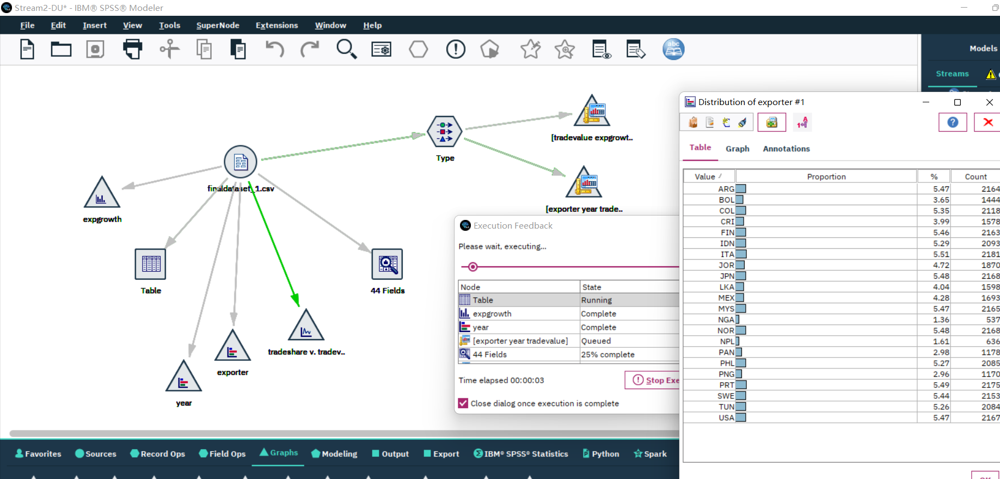 Stream2-DU* - IBM® SPSS® Modeler
File Edit Insert View Tools SuperNode Extensions Window Help
abc
Models
Streams
Type
[tradevalue expgrowt..
finaldataset_1.csv
expgrowth
[exporter year trade..
Table
44 Fields
tradeshare v. tradev..
exporter
year
Execution Feedback
Please wait, executing...
Node State
Table Running
expgrowth Complete
year Complete
[exporter year tradevalue] Queued
44 Fields 25% complete
Time elapsed 00:00:03
Stop Exe
Close dialog once execution is complete
Distribution of exporter #1
Table Graph Annotations
Value Proportion % Count
ARG 5.47 2164
BOL 3.65 1444
COL 5.35 2118
CRI 3.99 1578
FIN 5.46 2163
IDN 5.29 2093
ITA 5.51 2181
JOR 4.72 1870
JPN 5.48 2168
LKA 4.04 1598
MEX 4.28 1693
MYS 5.47 2165
NGA 1.36 537
NOR 5.48 2168
NPL 1.61 636
PAN 2.98 1178
PHL 5.27 2085
PNG 2.96 1170
PRT 5.49 2175
SWE 5.44 2153
TUN 5.26 2084
USA 5.47 2167
Favorites Sources Record Ops Field Ops Graphs Modeling Output Export IBM® SPSS® Statistics Python Spark